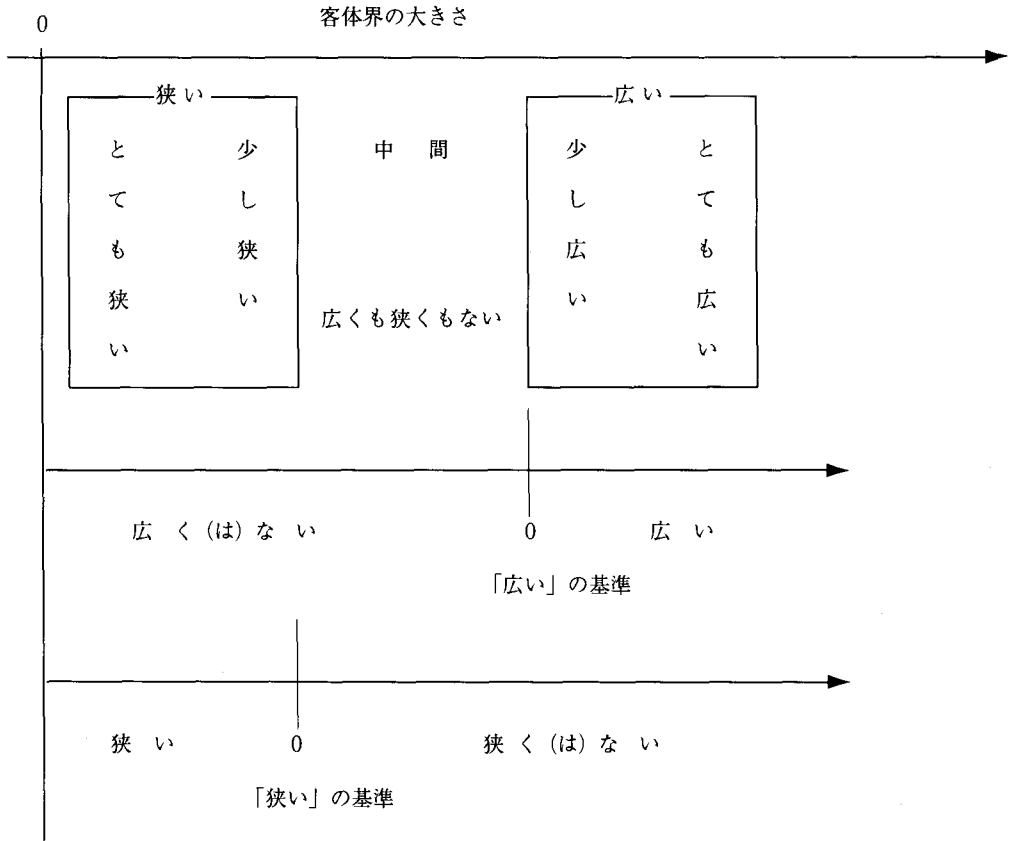 客体界の大きさ
0
狭い
広い
とても狭い
少し狭い
中間
広くも狭くもない
少し広い
とても広い
広く(は)ない
0
広い
「広い」の基準
狭い
0
狭く(は)ない
「狭い」の基準